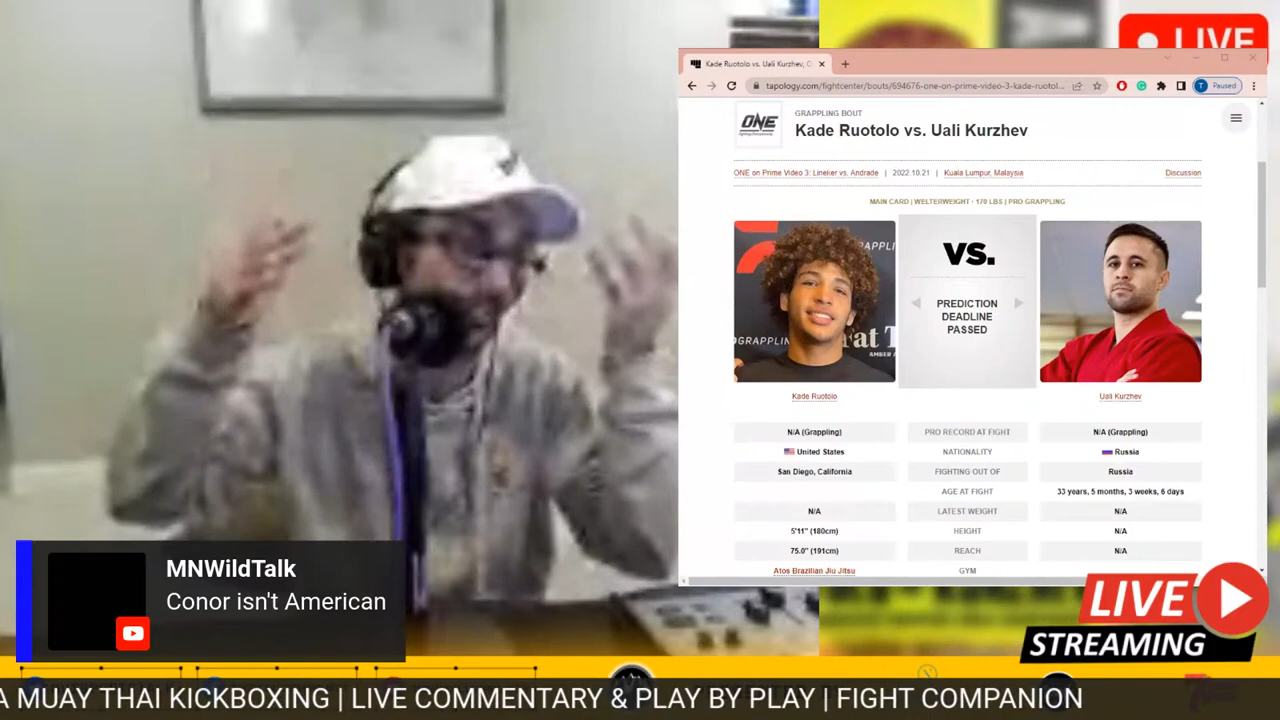 LIVE
Kade Ruotolo vs. Uali Kurzhev,
tapology.com/fightcenter/bouts/694676-one-on-prime-video-3-kade-ruotol...
T
Paused
ONE
GRAPPLING BOUT
Kade Ruotolo vs. Uali Kurzhev
ONE on Prime Video 3: Lineker vs. Andrade | 2022.10.21 | Kuala Lumpur, Malaysia
Discussion
MAIN CARD | WELTERWEIGHT · 170 LBS | PRO GRAPPLING
VS.
PREDICTION
DEADLINE
PASSED
Kade Ruotolo
Uali Kurzhev
N/A (Grappling) PRO RECORD AT FIGHT N/A (Grappling)
United States NATIONALITY Russia
San Diego, California FIGHTING OUT OF Russia
AGE AT FIGHT 33 years, 5 months, 3 weeks, 6 days
N/A LATEST WEIGHT N/A
5'11" (180cm) HEIGHT N/A
75.0" (191cm) REACH N/A
Atos Brazilian Jiu Jitsu GYM
MNWildTalk
Conor isn't American
LIVE
STREAMING
A MUAY THAI KICKBOXING | LIVE COMMENTARY & PLAY BY PLAY | FIGHT COMPANION